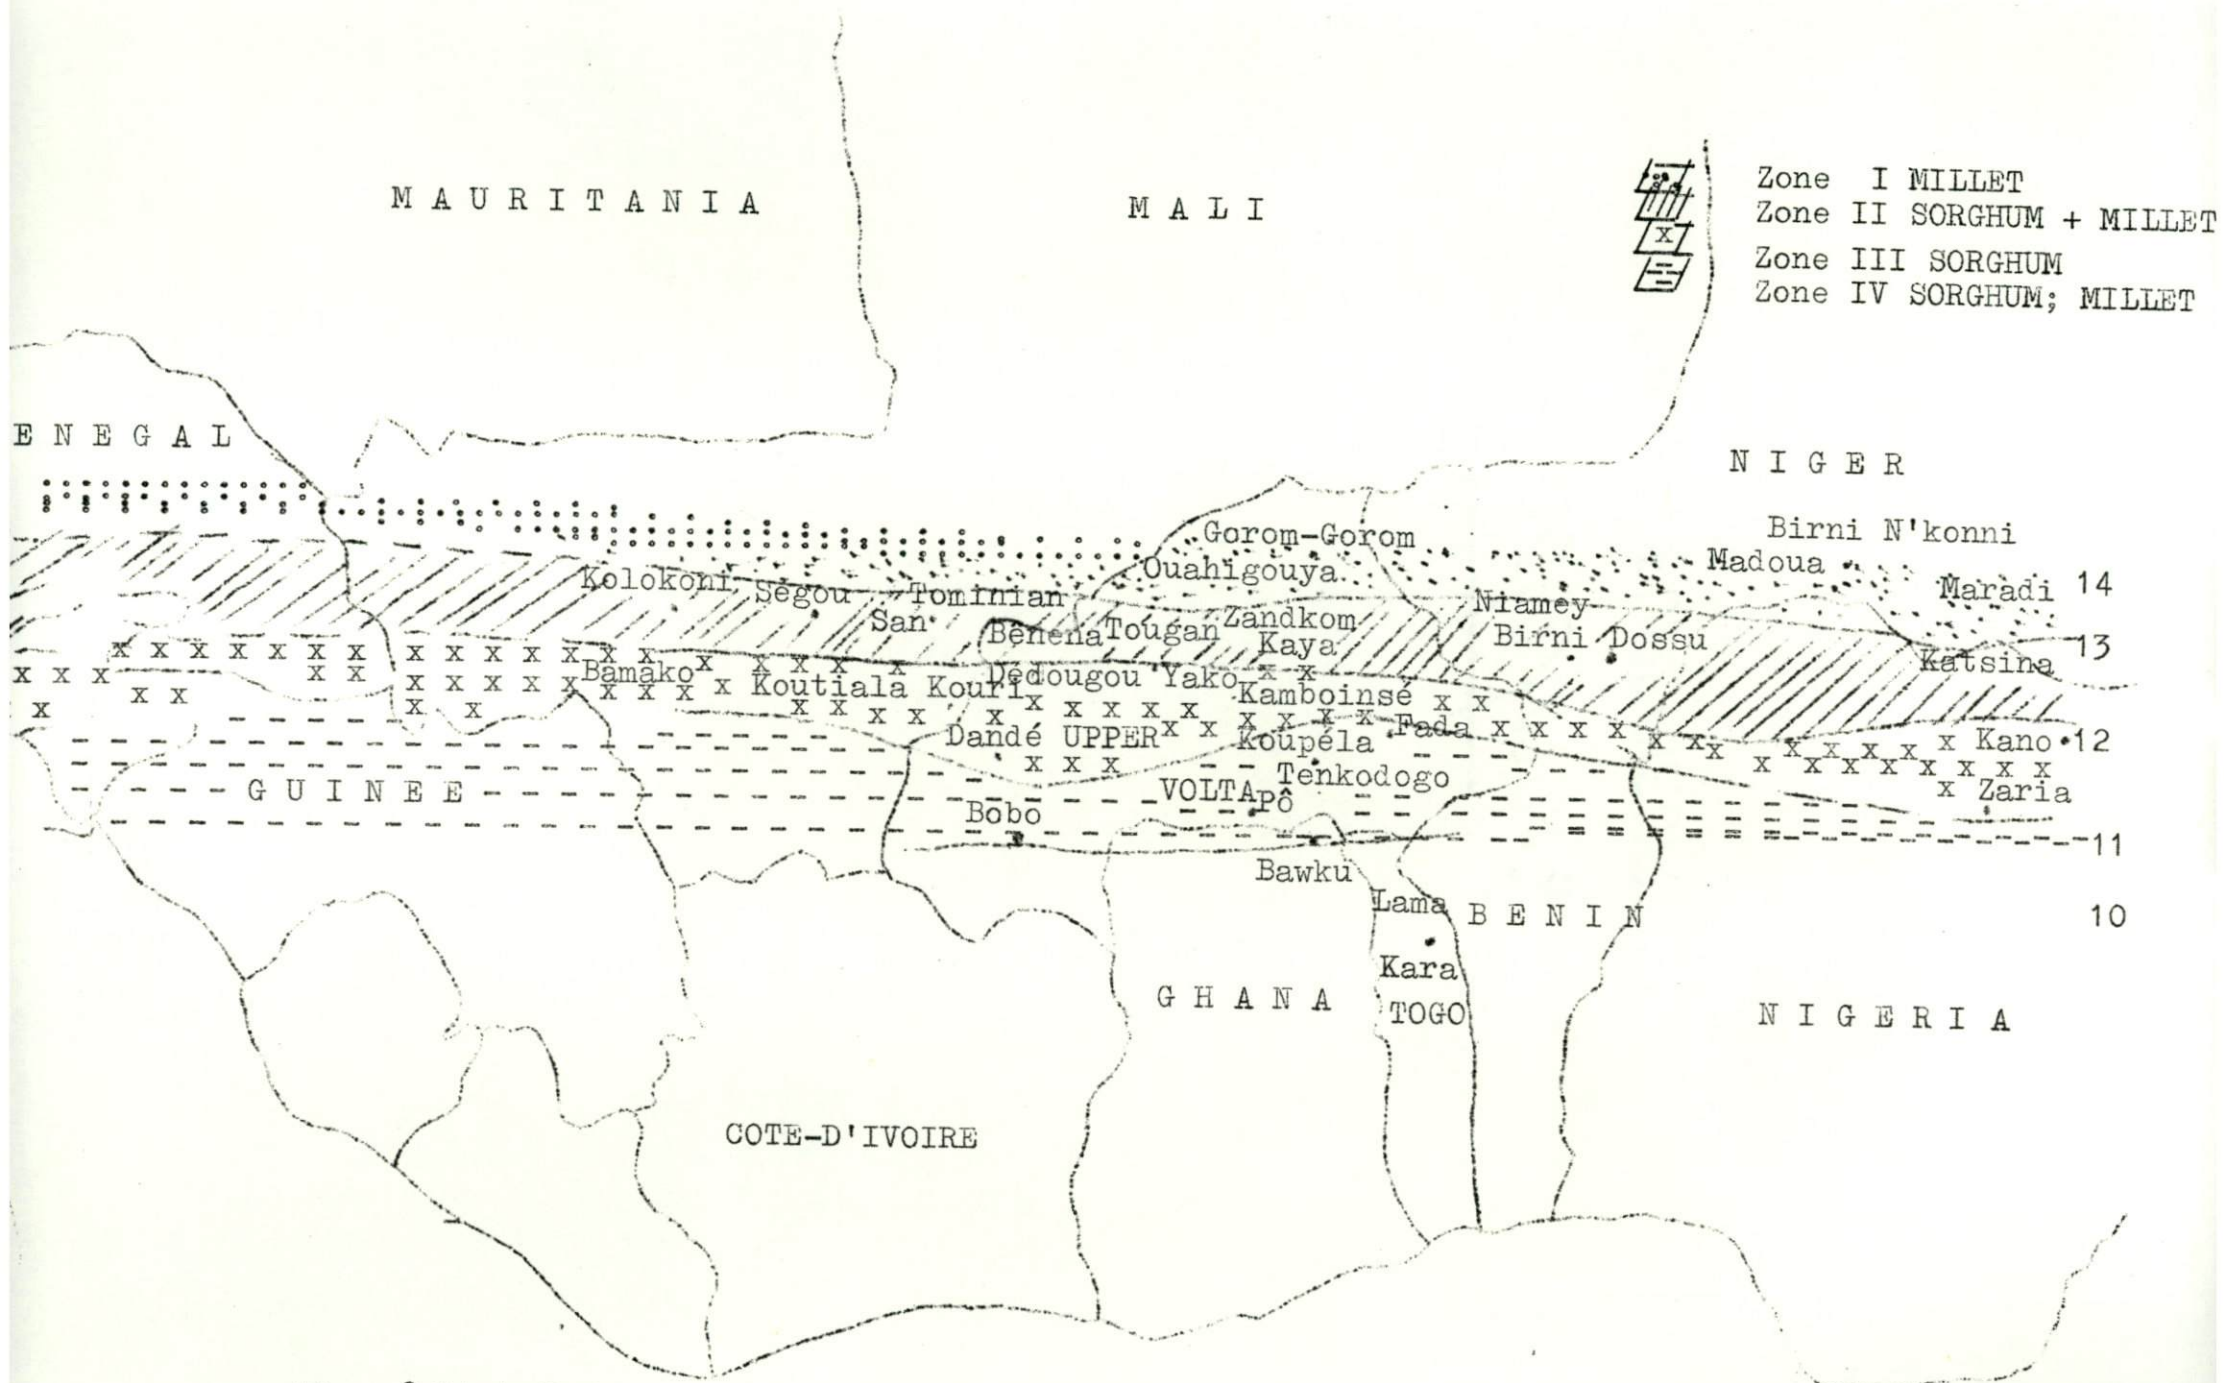 Zone I MILLET
Zone II SORGHUM + MILLET
x Zone III SORGHUM
Zone IV SORGHUM; MILLET
MAURITANIA
MALI
ENEGAL
NIGER
Birni N'konni
Gorom-Gorom
Madoua
Ouahigouya
Maradi 14
Kolokoni Ségou Tominian
Niamey
San
Zandkom
Benena Tougan
Kaya
Birni Dossu
13
Katsina
Bamako
Dédougou Yako
Koutiala Kouri
Kamboinsé
Fada
Dandé UPPER
Koupéla
Kano 12
Tenkodogo
GUINEE
VOLTA
Pô
Zaria
Bobo
11
Bawku
Lama
BENIN
10
Kara
GHANA
TOGO
NIGERIA
COTE-D'IVOIRE